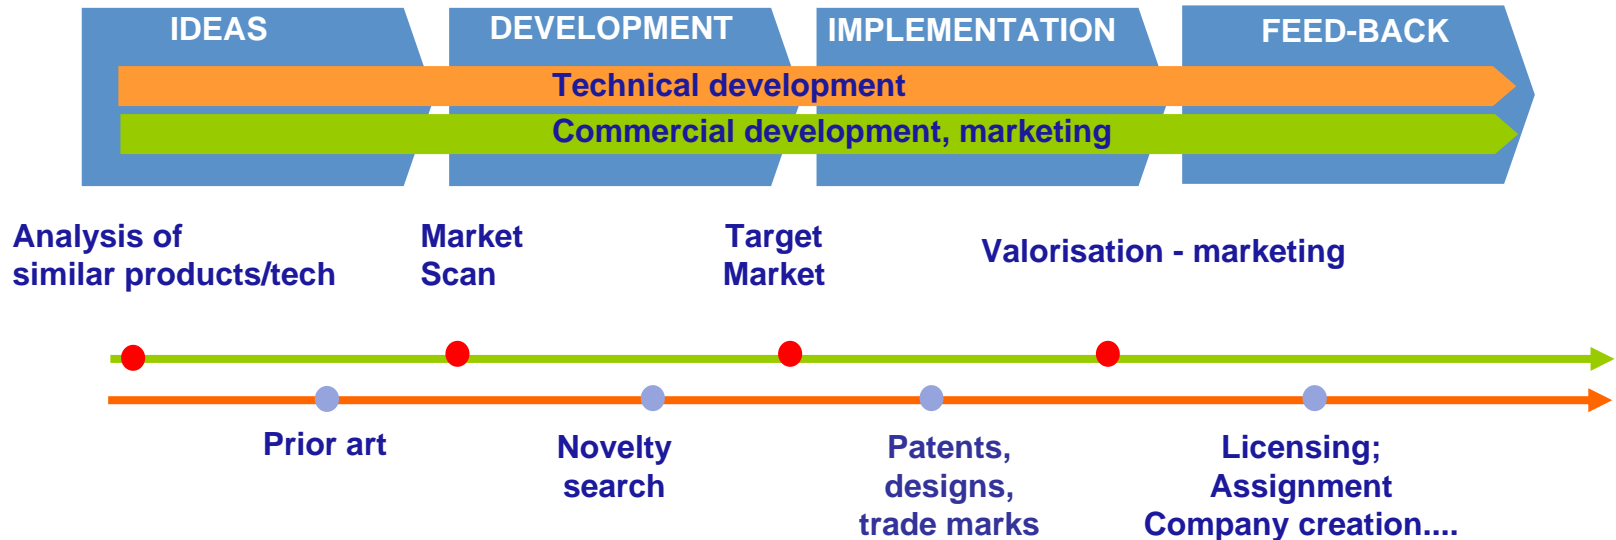 IDEAS
DEVELOPMENT
IMPLEMENTATION
FEED-BACK
Technical development
Commercial development, marketing
Analysis of
similar products/tech
Market
Scan
Target
Market
Valorisation - marketing
Prior art
Novelty
search
Patents,
designs,
trade marks
Licensing;
Assignment
Company creation....